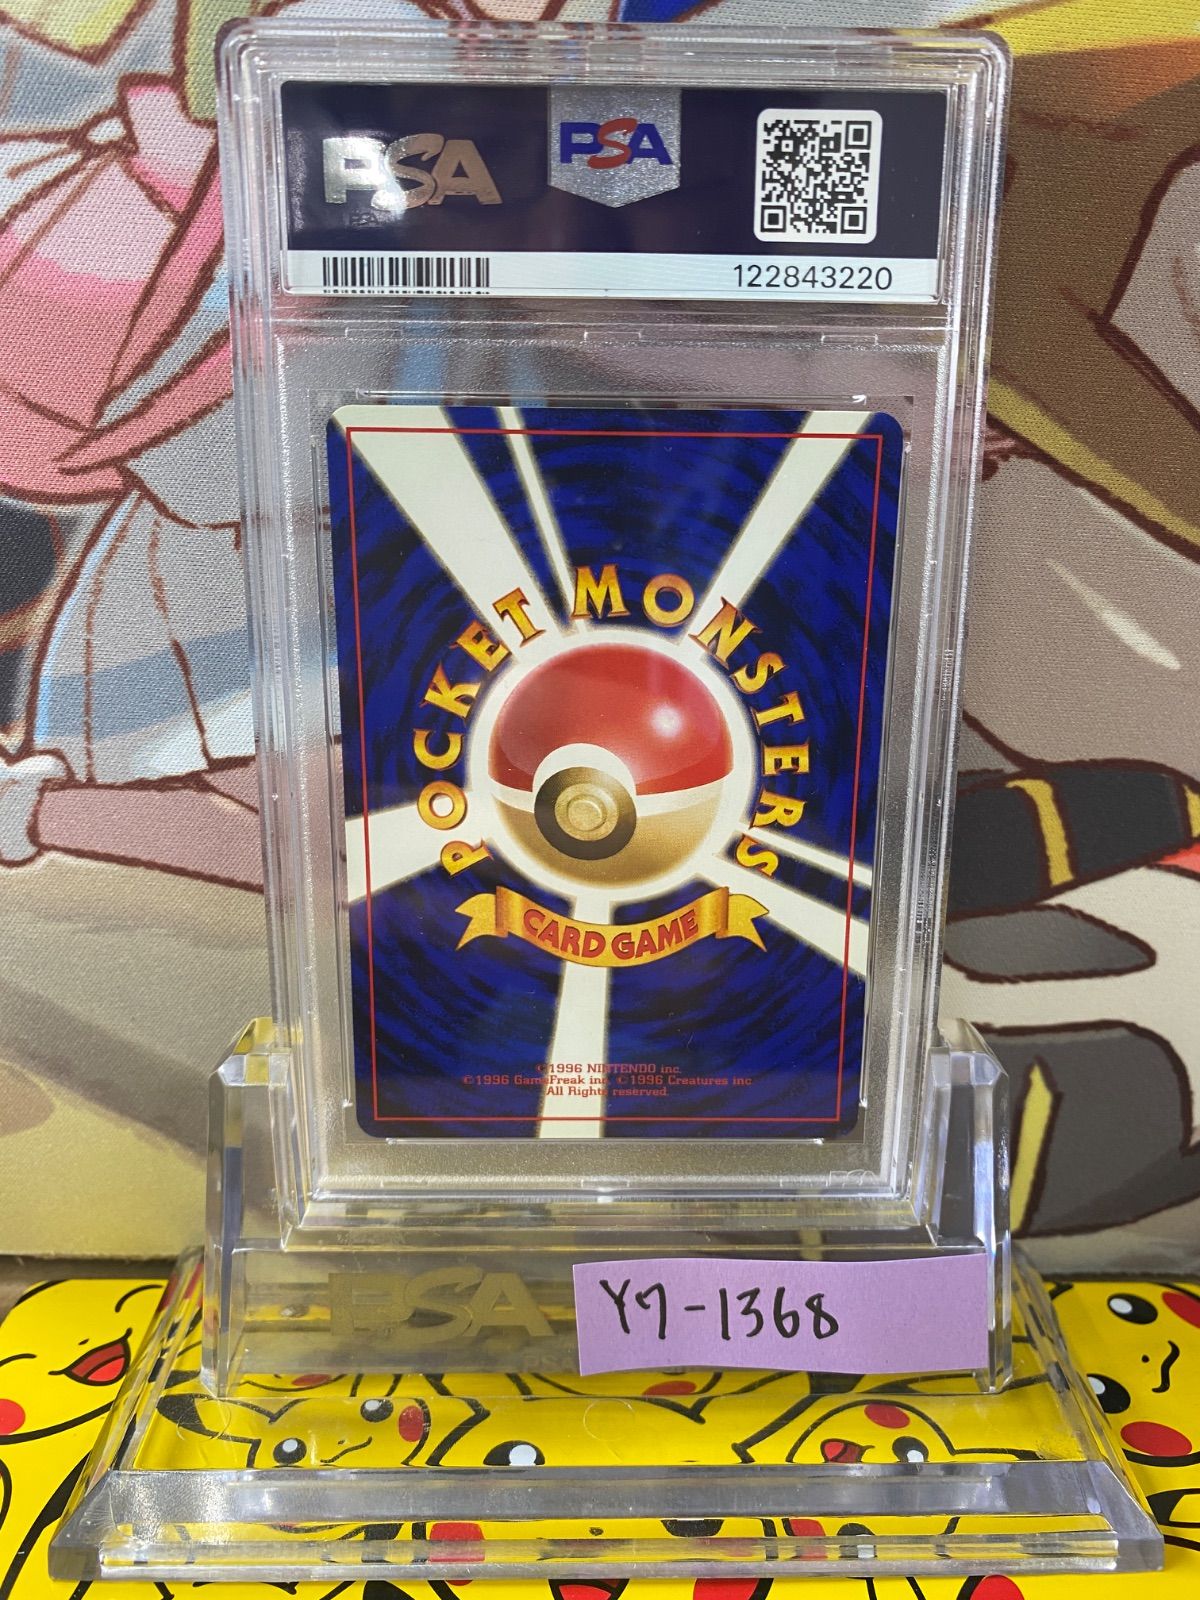 PSA
PSA
122843220
POCKET MONSTERS
CARD GAME
©1996 NINTENDO inc.
©1996 GameFreak inc. ©1996 Creatures inc.
All Rights reserved.
PSA
Y7-1368